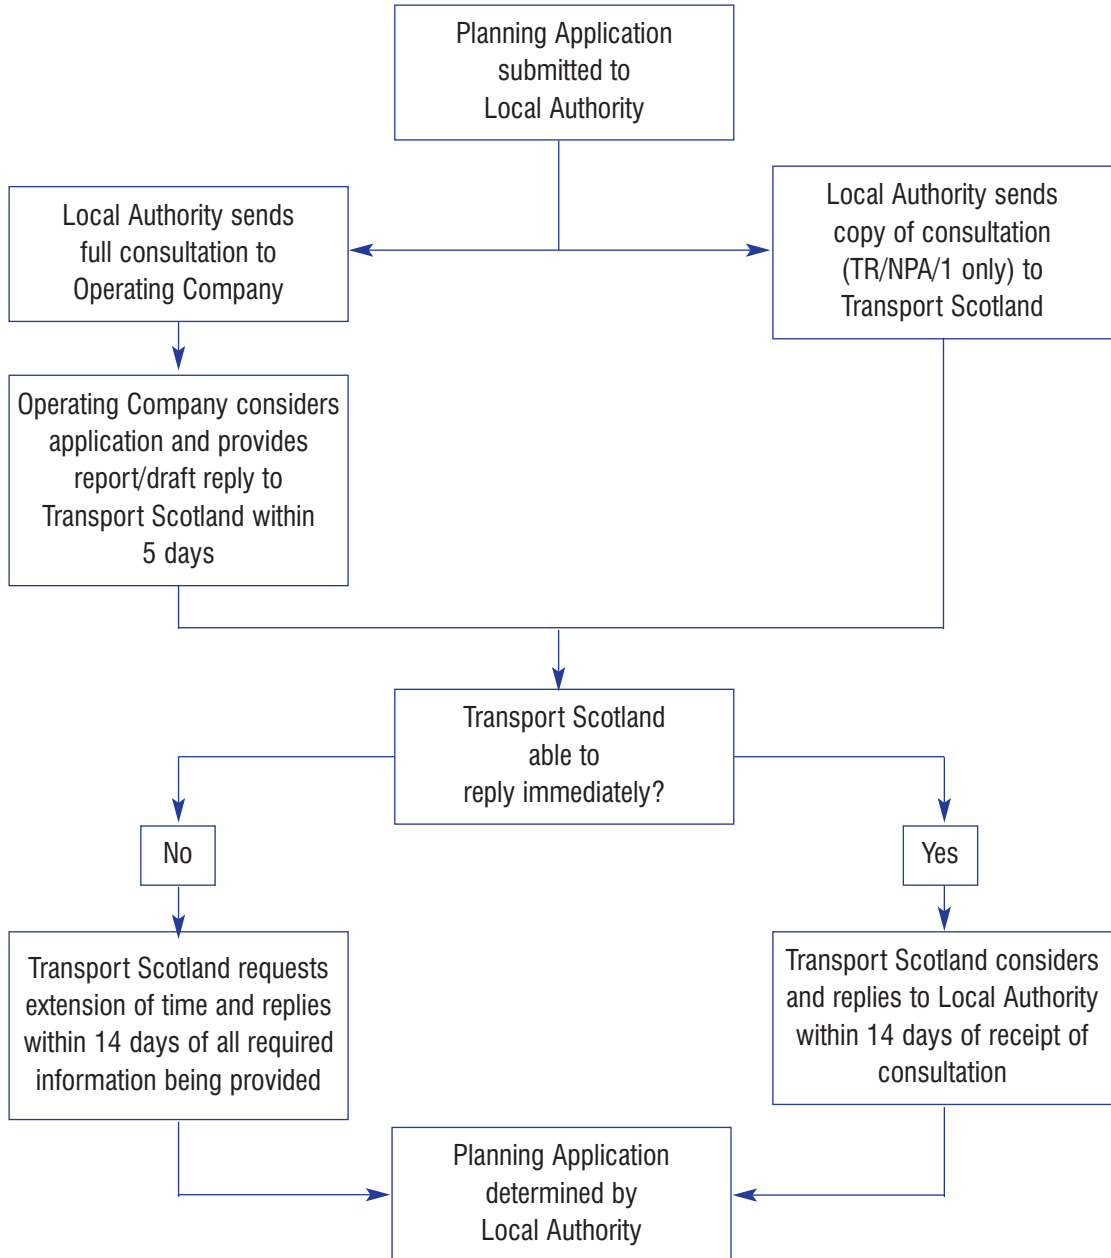 Planning Application
submitted to
Local Authority
Local Authority sends
full consultation to
Operating Company
Local Authority sends
copy of consultation
(TR/NPA/1 only) to
Transport Scotland
Operating Company considers
application and provides
report/draft reply to
Transport Scotland within
5 days
Transport Scotland
able to
reply immediately?
No
Yes
Transport Scotland requests
extension of time and replies
within 14 days of all required
information being provided
Transport Scotland considers
and replies to Local Authority
within 14 days of receipt of
consultation
Planning Application
determined by
Local Authority